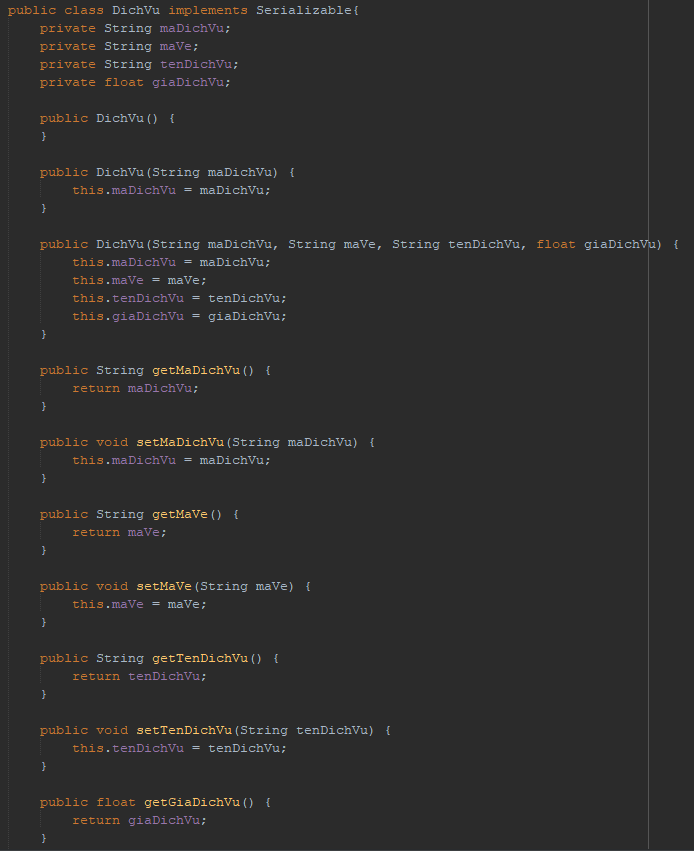 public class DichVu implements Serializable{
    private String maDichVu;
    private String maVe;
    private String tenDichVu;
    private float giaDichVu;

    public DichVu() {
    }

    public DichVu(String maDichVu) {
        this.maDichVu = maDichVu;
    }

    public DichVu(String maDichVu, String maVe, String tenDichVu, float giaDichVu) {
        this.maDichVu = maDichVu;
        this.maVe = maVe;
        this.tenDichVu = tenDichVu;
        this.giaDichVu = giaDichVu;
    }

    public String getMaDichVu() {
        return maDichVu;
    }

    public void setMaDichVu(String maDichVu) {
        this.maDichVu = maDichVu;
    }

    public String getMaVe() {
        return maVe;
    }

    public void setMaVe(String maVe) {
        this.maVe = maVe;
    }

    public String getTenDichVu() {
        return tenDichVu;
    }

    public void setTenDichVu(String tenDichVu) {
        this.tenDichVu = tenDichVu;
    }

    public float getGiaDichVu() {
        return giaDichVu;
    }